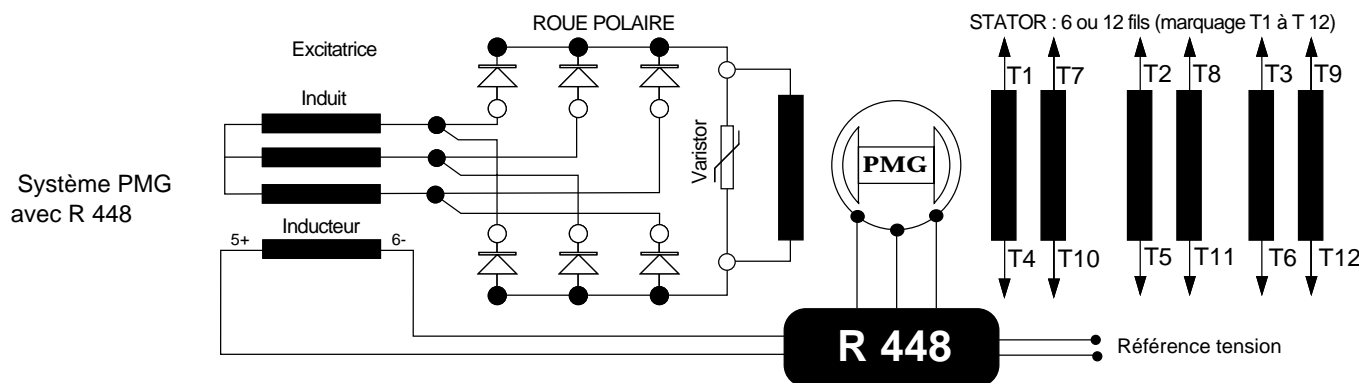 ROUE POLAIRE
STATOR : 6 ou 12 fils (marquage T1 à T 12)
Excitatrice
Induit
T1
T7
T2
T8
T3
T9
Varistor
PMG
Système PMG
avec R 448
Inducteur
5+
6-
T4
T10
T5
T11
T6
T12
R 448
Référence tension